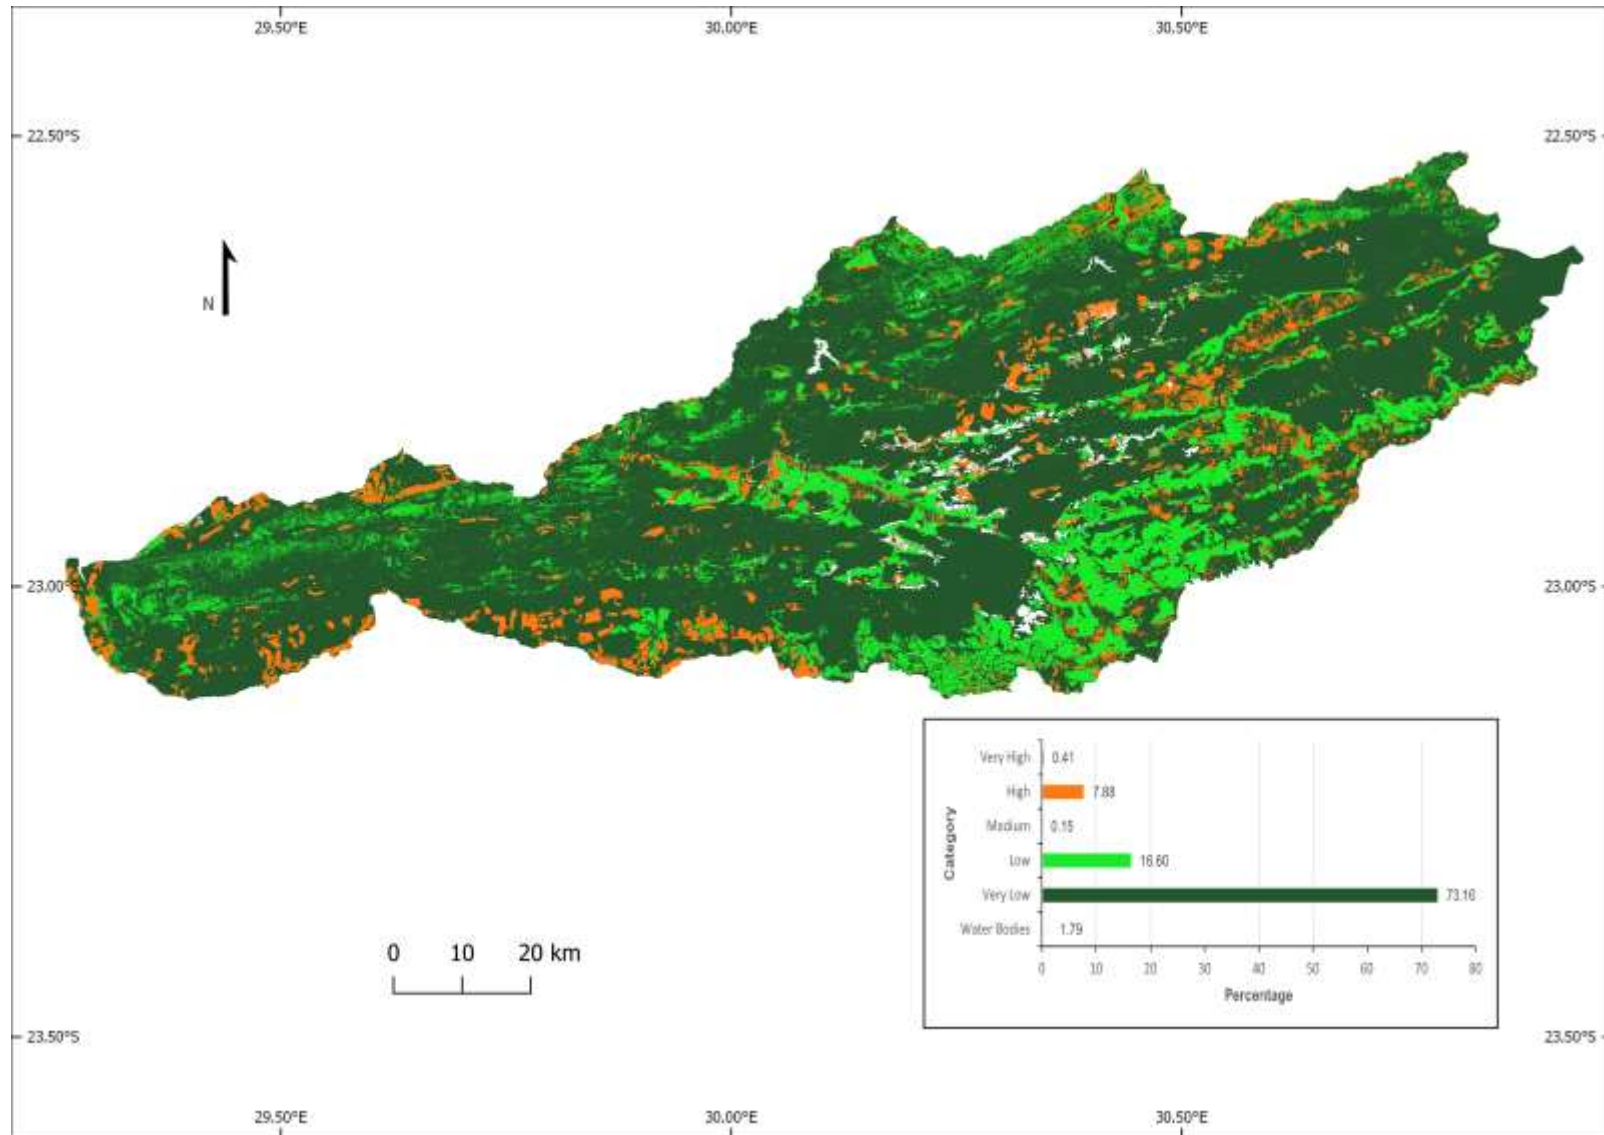 29.50°E 30.00°E 30.50°E
22.50°S 22.50°S
N
23.00°S 23.00°S
Very High 0.41
High 7.88
Medium 0.15
Low 16.60
Very Low 73.16
Water Bodies 1.79
Category
0 10 20 30 40 50 60 70 80
Percentage
0 10 20 km
23.50°S 23.50°S
29.50°E 30.00°E 30.50°E